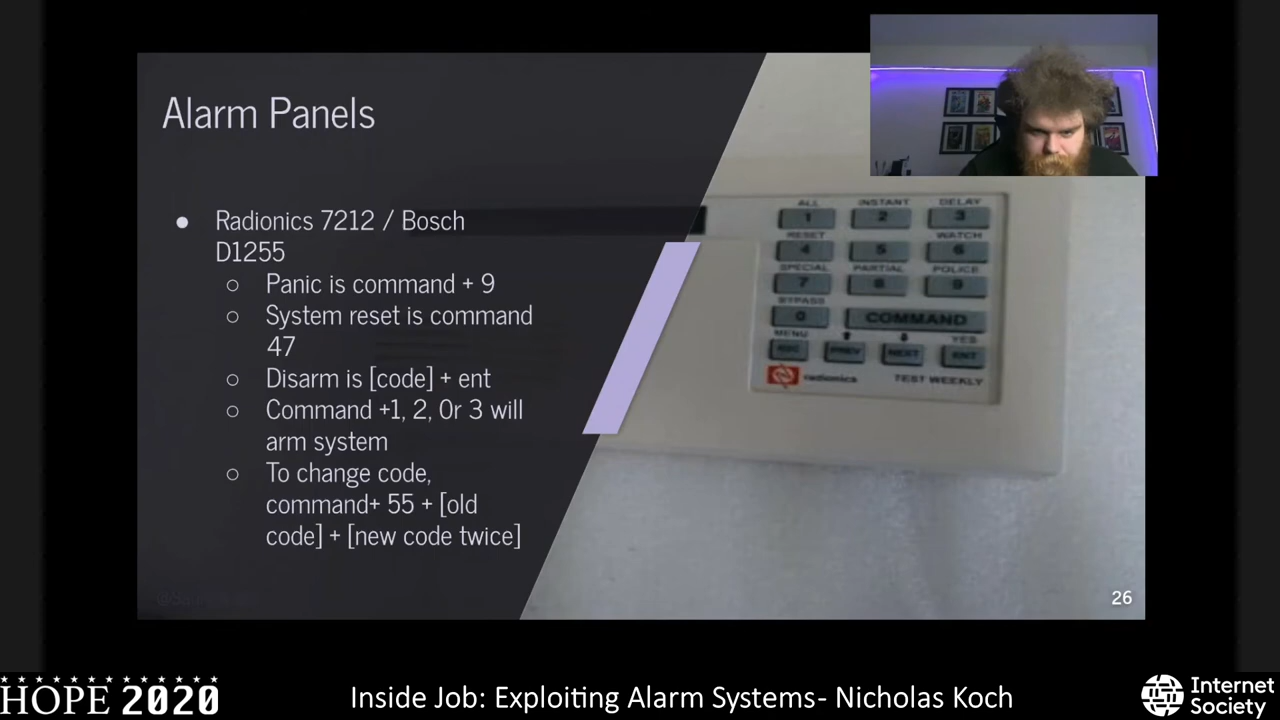 Alarm Panels
● Radionics 7212 / Bosch
D1255
○ Panic is command + 9
○ System reset is command
47
○ Disarm is [code] + ent
○ Command +1, 2, 0r 3 will
arm system
○ To change code,
command+ 55 + [old
code] + [new code twice]
ALL INSTANT DELAY
1 2 3
RESET WATCH
4 5 6
SPECIAL PARTIAL POLICE
7 8 9
BYPASS
0 COMMAND
MENU YES
ESC PREV NEXT ENT
radionics TEST WEEKLY
26
HOPE 2020
Inside Job: Exploiting Alarm Systems- Nicholas Koch
Internet
Society